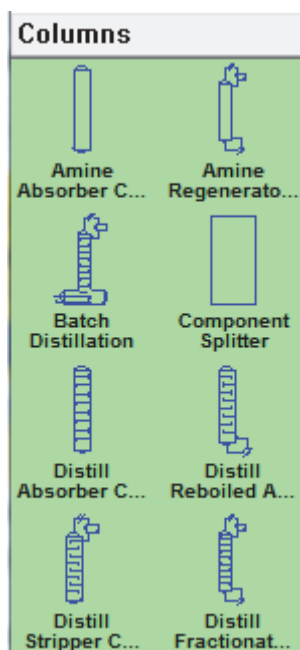 Columns
Amine
Absorber C...
Amine
Regenerato...
Batch
Distillation
Component
Splitter
Distill
Absorber C...
Distill
Reboiled A...
Distill
Stripper C...
Distill
Fractionat...